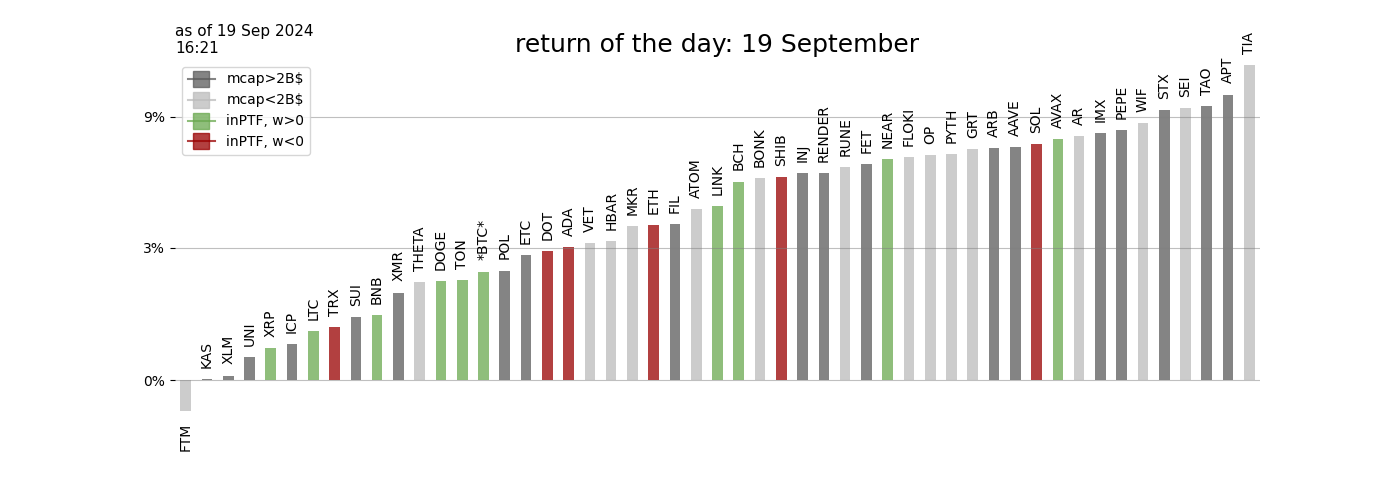 as of 19 Sep 2024
16:21
return of the day: 19 September
mcap>2B$
mcap<2B$
inPTF, w>0
inPTF, w<0
9%
3%
0%
FTM
KAS
XLM
UNI
XRP
ICP
LTC
TRX
SUI
BNB
XMR
THETA
DOGE
TON
*BTC*
POL
ETC
DOT
ADA
VET
HBAR
MKR
ETH
FIL
ATOM
LINK
BCH
BONK
SHIB
INJ
RENDER
RUNE
FET
NEAR
FLOKI
OP
PYTH
GRT
ARB
AAVE
SOL
AVAX
AR
IMX
PEPE
WIF
STX
SEI
TAO
APT
TIA